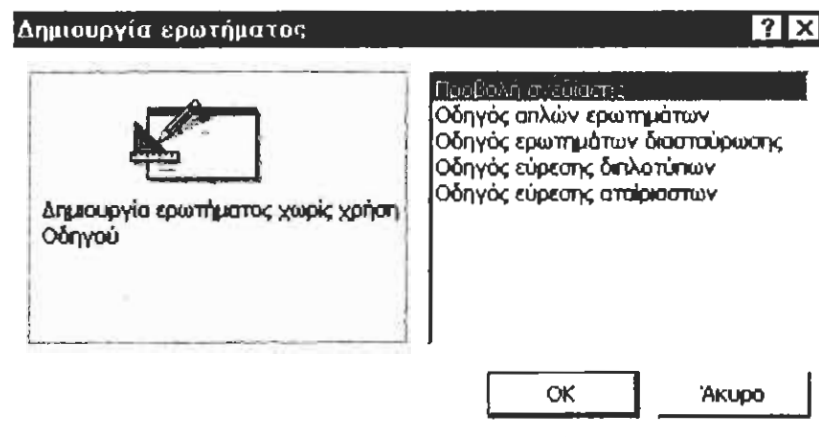 Δημιουργία ερωτήματος
Δημιουργία ερωτήματος χωρίς χρήση
Οδηγού
Προβολή σχεδίασης
Οδηγός απλών ερωτημάτων
Οδηγός ερωτημάτων διασταύρωσης
Οδηγός εύρεσης διπλοτύπων
Οδηγός εύρεσης αταίριαστων
OK
Άκυρο